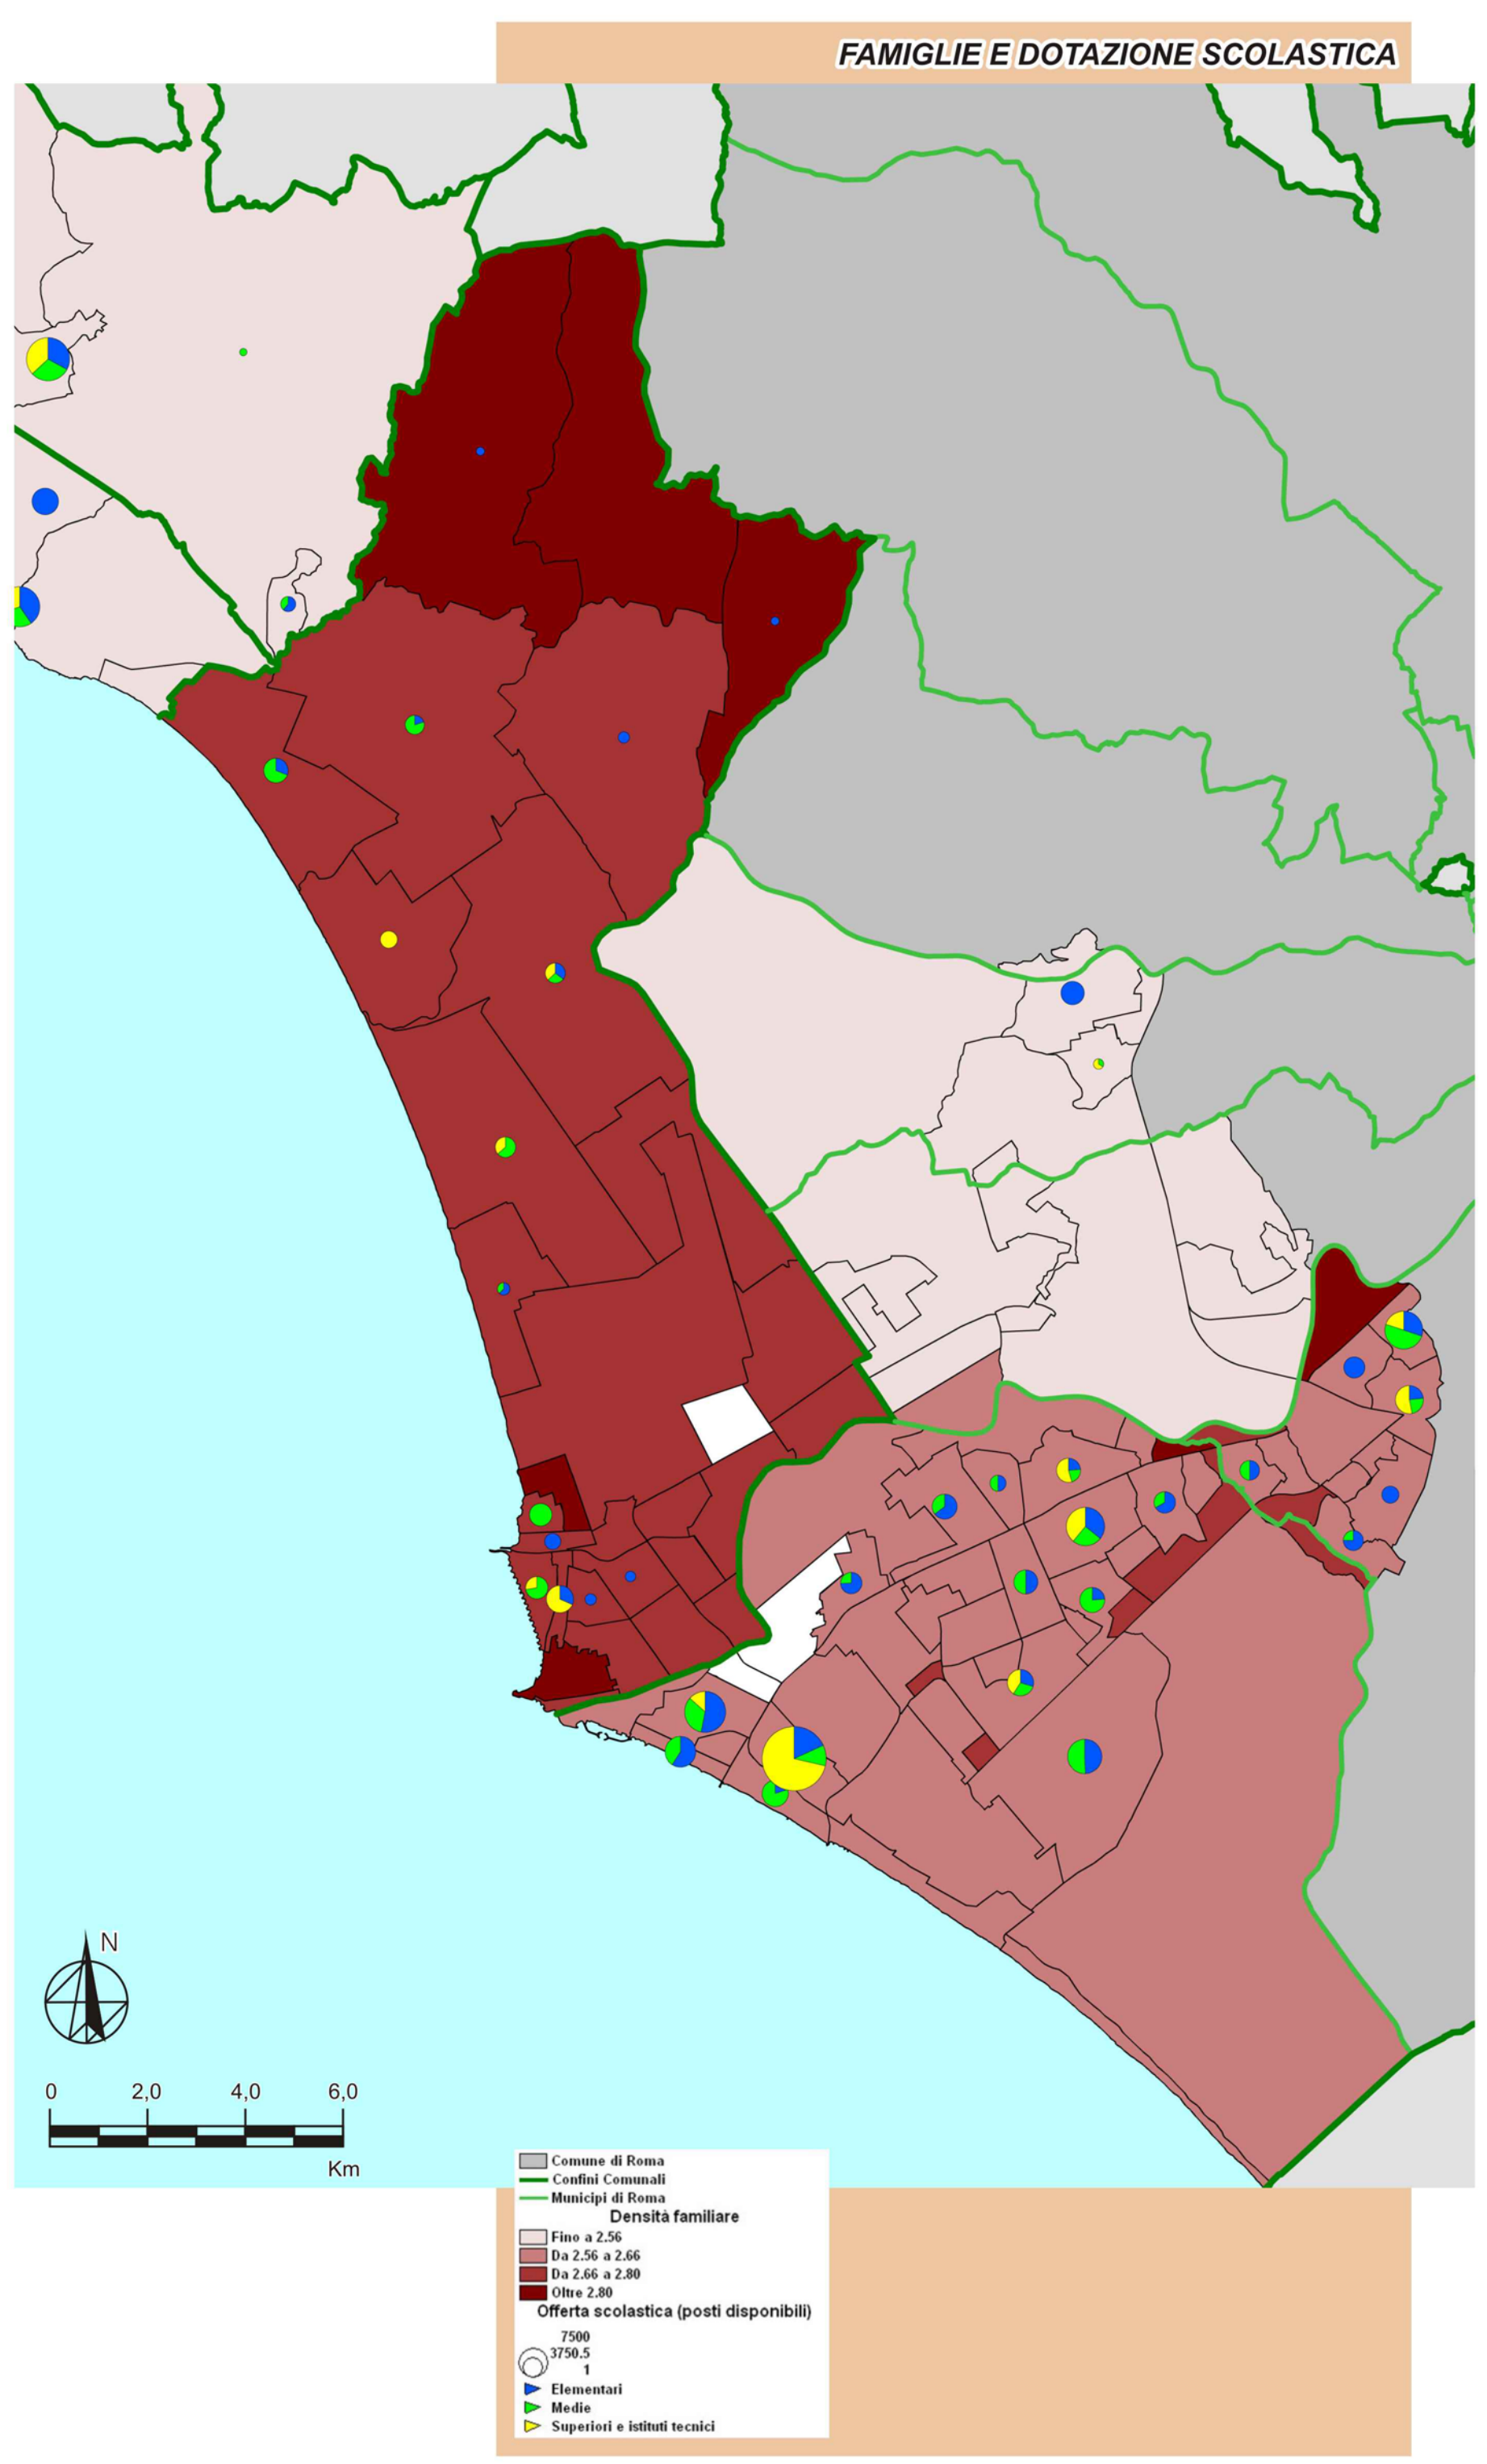 FAMIGLIE E DOTAZIONE SCOLASTICA
N
0 2,0 4,0 6,0
Km
Comune di Roma
Confini Comunali
Municipi di Roma
Densità familiare
Fino a 2.56
Da 2.56 a 2.66
Da 2.66 a 2.80
Oltre 2.80
Offerta scolastica (posti disponibili)
7500
3750.5
1
Elementari
Medie
Superiori e istituti tecnici